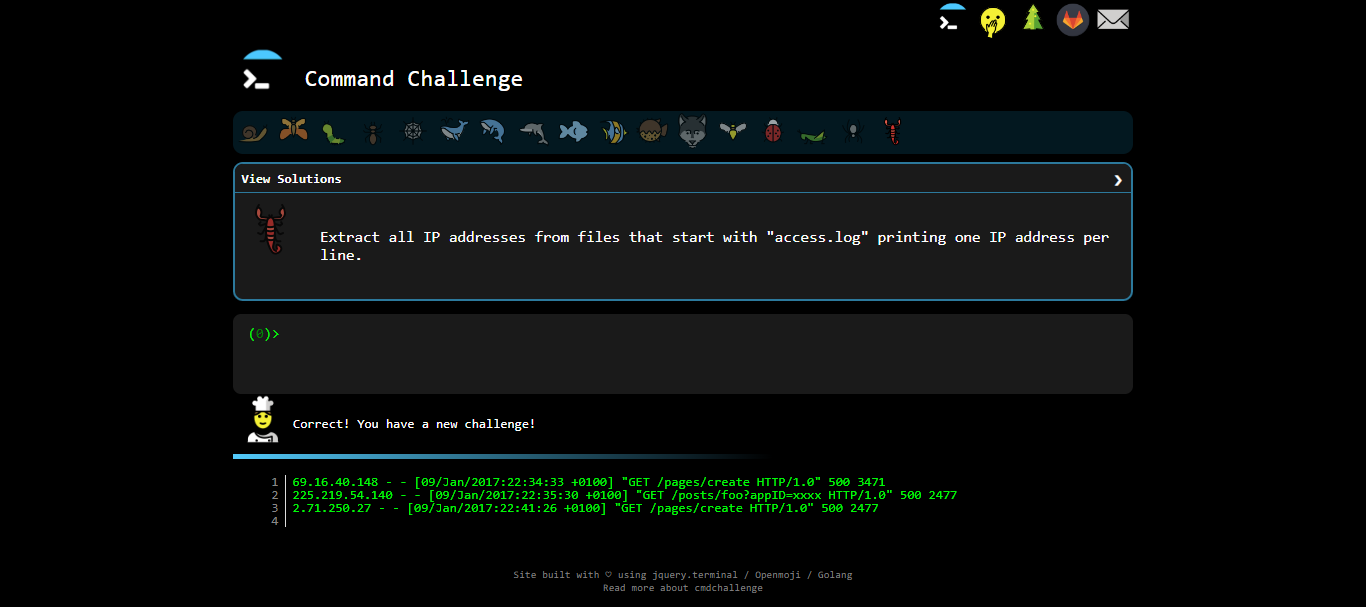 Command Challenge
View Solutions
Extract all IP addresses from files that start with "access.log" printing one IP address per
line.
(0)>
Correct! You have a new challenge!
1 69.16.40.148 - - [09/Jan/2017:22:34:33 +0100] "GET /pages/create HTTP/1.0" 500 3471
2 225.219.54.140 - - [09/Jan/2017:22:35:30 +0100] "GET /posts/foo?appID=xxxx HTTP/1.0" 500 2477
3 2.71.250.27 - - [09/Jan/2017:22:41:26 +0100] "GET /pages/create HTTP/1.0" 500 2477
4
Site built with ♡ using jquery.terminal / Openmoji / Golang
Read more about cmdchallenge